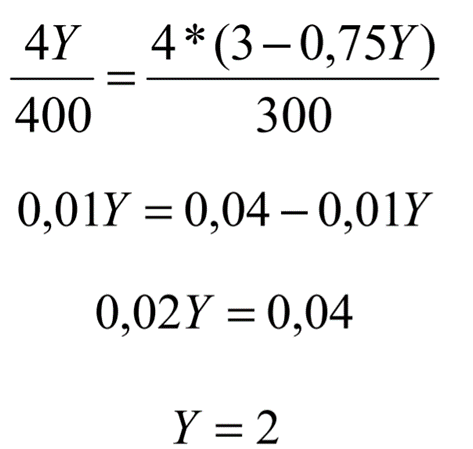 4Y/400 = 4*(3−0,75Y)/300
0,01Y = 0,04 − 0,01Y
0,02Y = 0,04
Y = 2